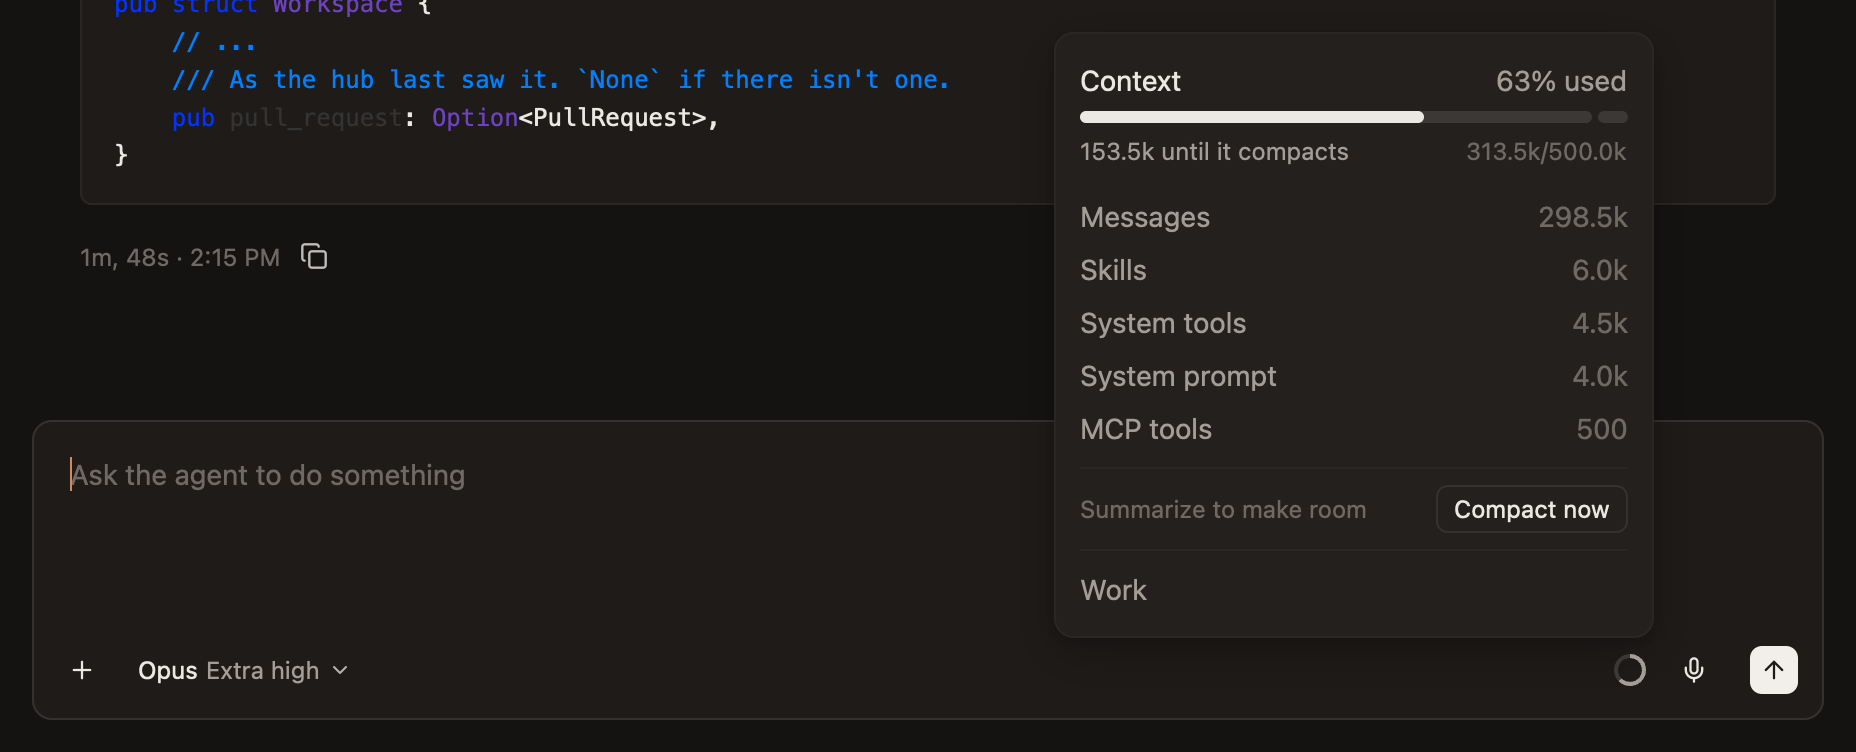 pub struct Workspace {
// ...
/// As the hub last saw it. `None` if there isn't one.
pub pull_request: Option<PullRequest>,
}
1m, 48s · 2:15 PM
Context 63% used
153.5k until it compacts 313.5k/500.0k
Messages 298.5k
Skills 6.0k
System tools 4.5k
System prompt 4.0k
MCP tools 500
Summarize to make room Compact now
Work
Ask the agent to do something
Opus Extra high